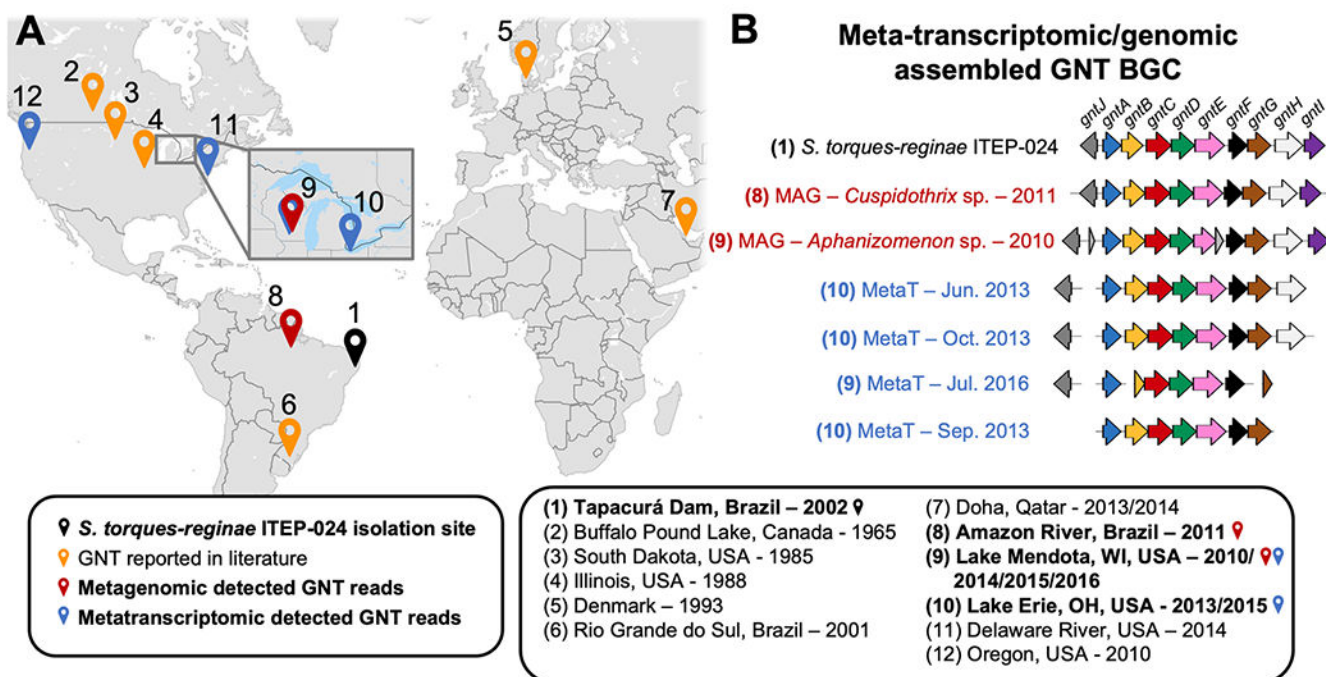 A
1
2
3
4
5
6
7
8
9
10
11
12
S. torques-reginae ITEP-024 isolation site
GNT reported in literature
Metagenomic detected GNT reads
Metatranscriptomic detected GNT reads
(1) Tapacurá Dam, Brazil – 2002
(2) Buffalo Pound Lake, Canada - 1965
(3) South Dakota, USA - 1985
(4) Illinois, USA - 1988
(5) Denmark – 1993
(6) Rio Grande do Sul, Brazil – 2001
(7) Doha, Qatar - 2013/2014
(8) Amazon River, Brazil – 2011
(9) Lake Mendota, WI, USA – 2010/
2014/2015/2016
(10) Lake Erie, OH, USA - 2013/2015
(11) Delaware River, USA – 2014
(12) Oregon, USA - 2010
B
Meta-transcriptomic/genomic
assembled GNT BGC
gntJ gntA gntB gntC gntD gntE gntF gntG gntH gntI
(1) S. torques-reginae ITEP-024
(8) MAG – Cuspidothrix sp. – 2011
(9) MAG – Aphanizomenon sp. – 2010
(10) MetaT – Jun. 2013
(10) MetaT – Oct. 2013
(9) MetaT – Jul. 2016
(10) MetaT – Sep. 2013